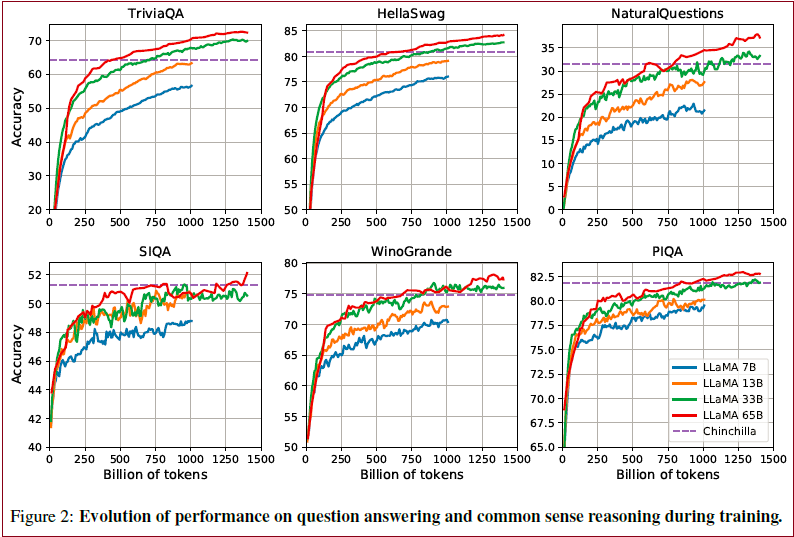 TriviaQA
HellaSwag
NaturalQuestions
Accuracy
70
60
50
40
30
20
0 250 500 750 1000 1250 1500
85
80
75
70
65
60
55
50
0 250 500 750 1000 1250 1500
35
30
25
20
15
10
5
0
0 250 500 750 1000 1250 1500
SIQA
WinoGrande
PIQA
Accuracy
52
50
48
46
44
42
40
0 250 500 750 1000 1250 1500
Billion of tokens
80
75
70
65
60
55
50
0 250 500 750 1000 1250 1500
Billion of tokens
82.5
80.0
77.5
75.0
72.5
70.0
67.5
65.0
LLaMA 7B
LLaMA 13B
LLaMA 33B
LLaMA 65B
Chinchilla
0 250 500 750 1000 1250 1500
Billion of tokens
Figure 2: Evolution of performance on question answering and common sense reasoning during training.